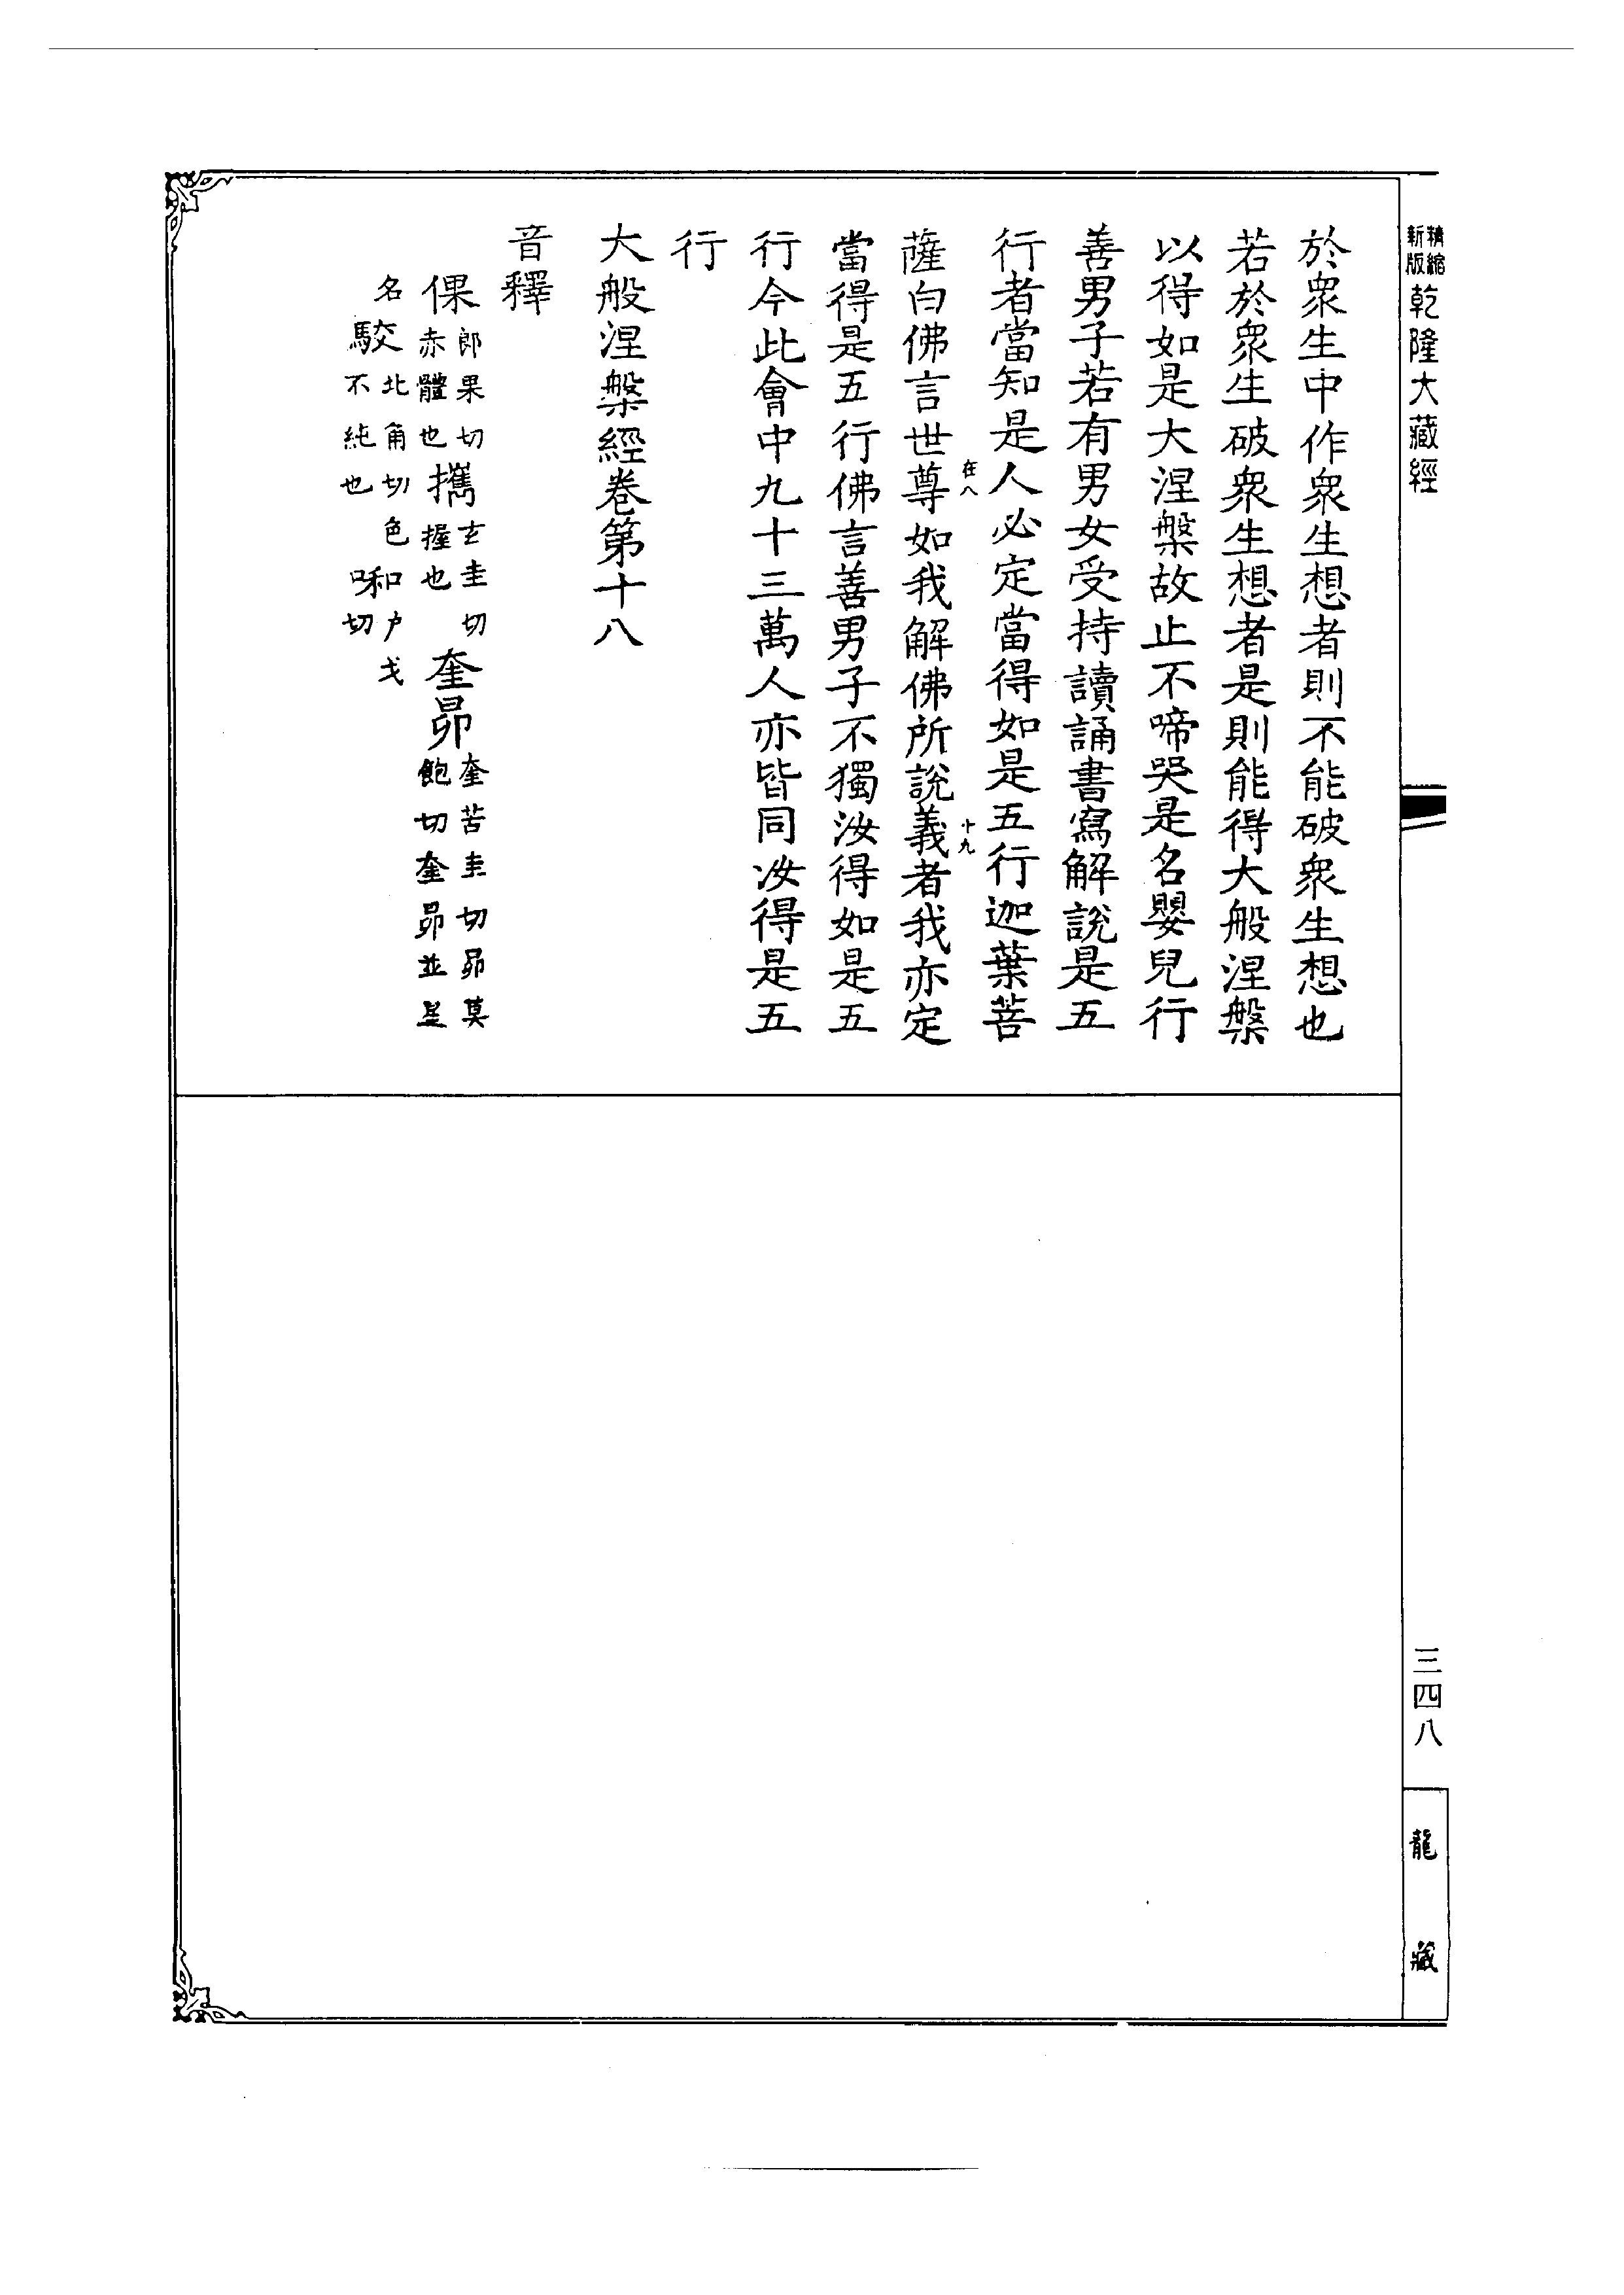 精縮
新版
乾隆大藏經
三四八
龍藏
於衆生中作衆生想者則不能破衆生想也
若於衆生破衆生想者是則能得大般涅槃
以得如是大涅槃故止不啼哭是名嬰兒行
善男子若有男女受持讀誦書寫解說是五
行者當知是人必定當得如是五行迦葉菩
在八
十九
薩白佛言世尊如我解佛所說義者我亦定
當得是五行佛言善男子不獨汝得如是五
行今此會中九十三萬人亦皆同汝得是五
行
大般涅槃經卷第十八
音釋
倮郎果切赤體也攜玄圭切握也奎昴奎苦圭切昴莫飽切奎昴並星
名駮北角切色不純也和戶戈切